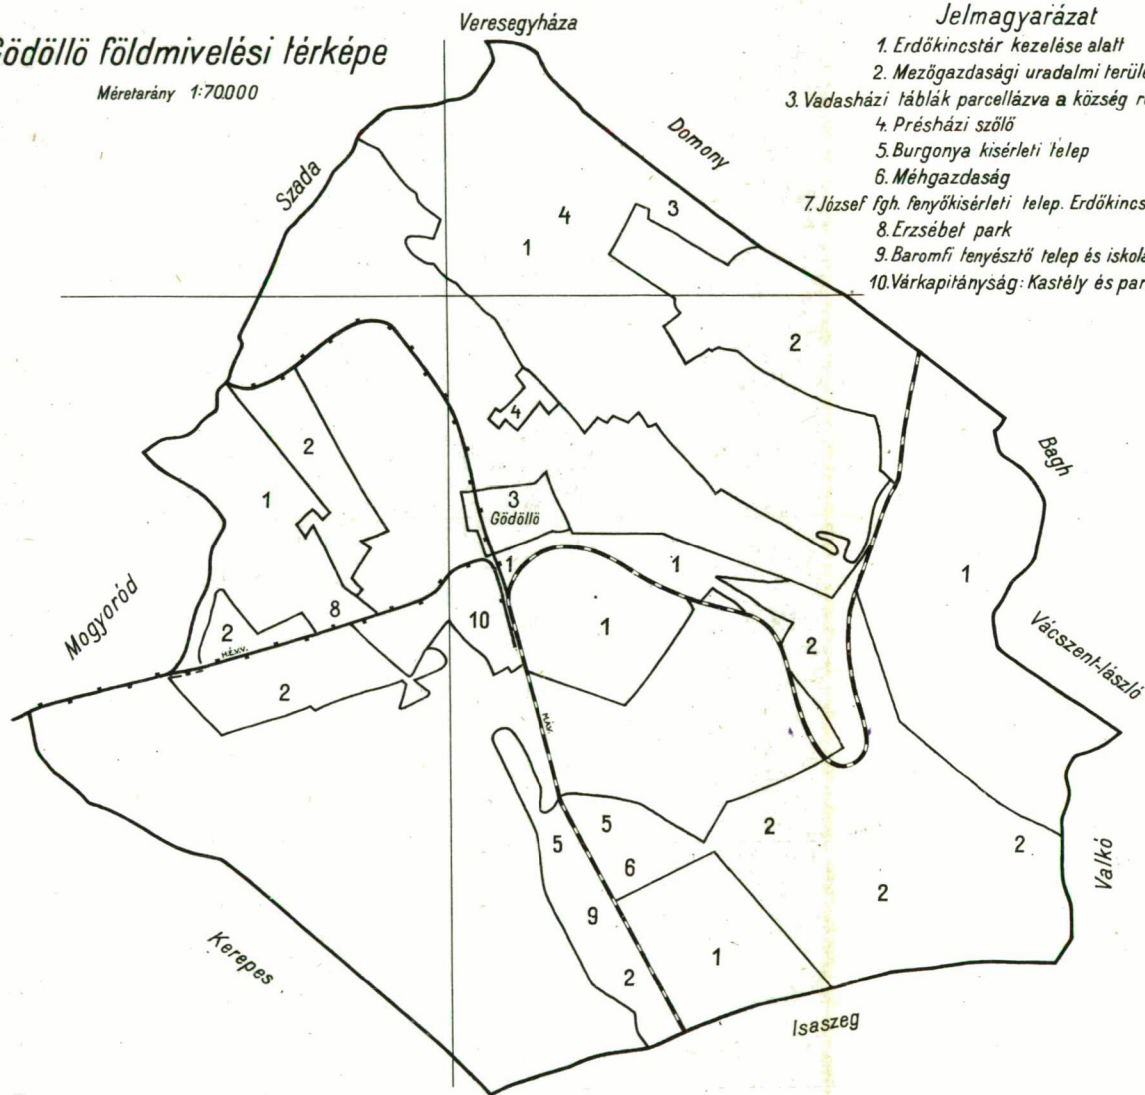 Gödöllö földmivelési térképe
Méretarány 1:70.000
Jelmagyarázat
1. Erdőkincstár kezelése alatt
2. Mezőgazdasági uradalmi terül
3. Vadasházi táblák parcellázva a község r
4. Présházi szőlő
5. Burgonya kisérleti telep
6. Méhgazdaság
7. József fgh. fenyőkisérleti telep. Erdőkincs
8. Erzsébet park
9. Baromfi tenyésztő telep és iskola
10. Várkapitányság: Kastély és par
Veresegyháza
Domony
Szada
3
4
1
2
4
2
Bagh
1
3
Gödöllö
1
1
1
Mogyoród
8
10
1
2
H.É.V.V.
2
2
Vácszent-lászló
M.Á.V.
5
5
2
2
6
2
Valkó
9
1
2
Kerepes
Isaszeg